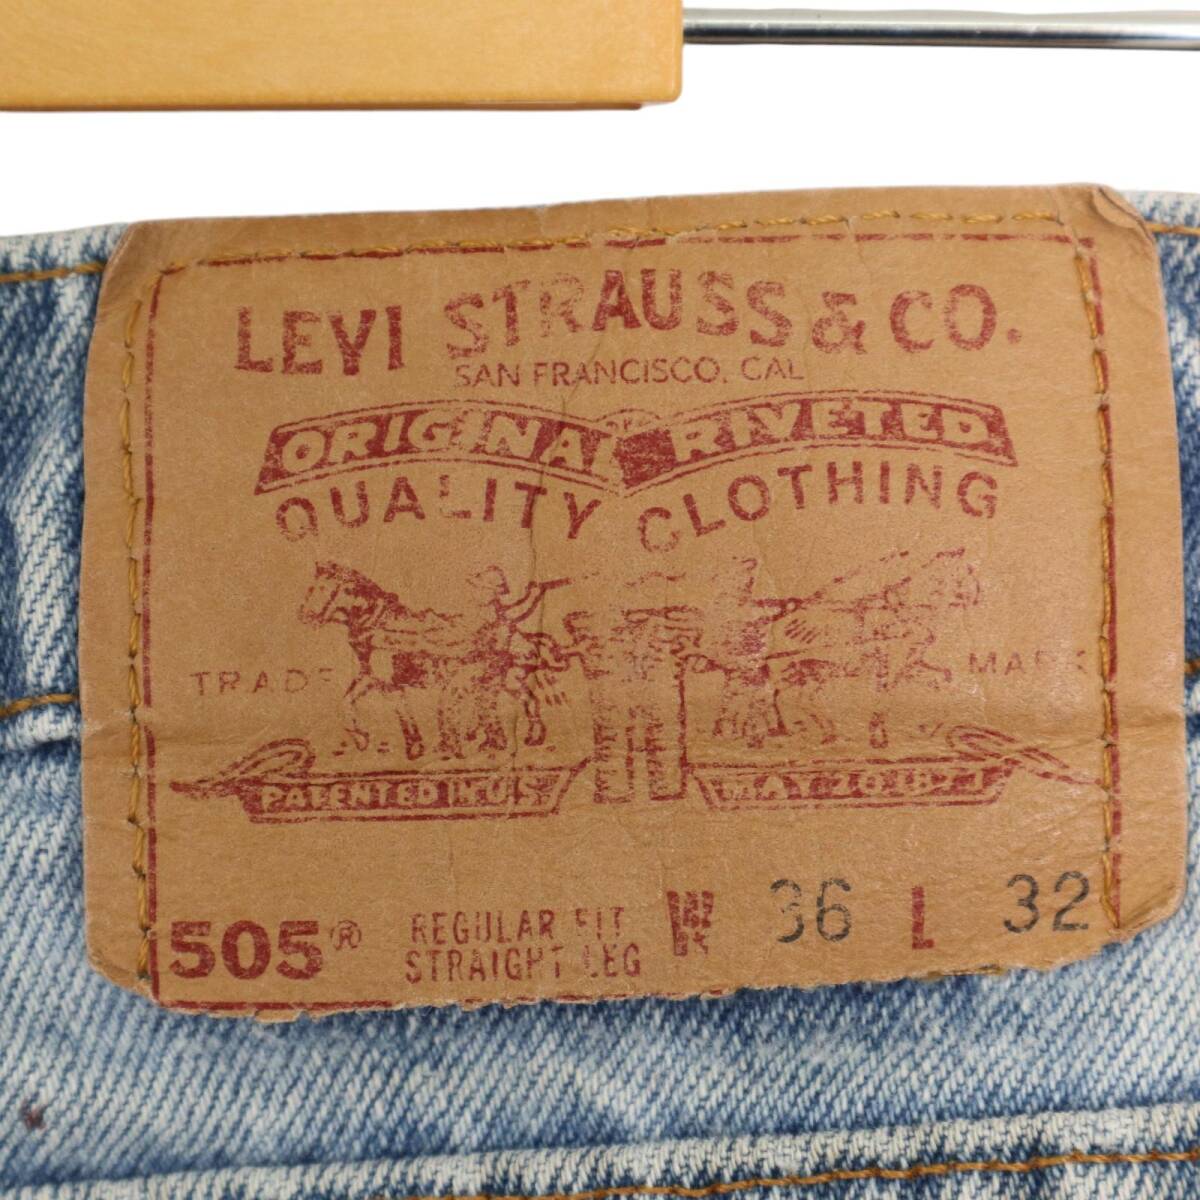 LEVI STRAUSS & CO.
SAN FRANCISCO, CAL
ORIGINAL RIVETED
QUALITY CLOTHING
TRADE MARK
PATENTED IN U.S. MAY 20 1873
505® REGULAR FIT W 36 L 32
STRAIGHT LEG